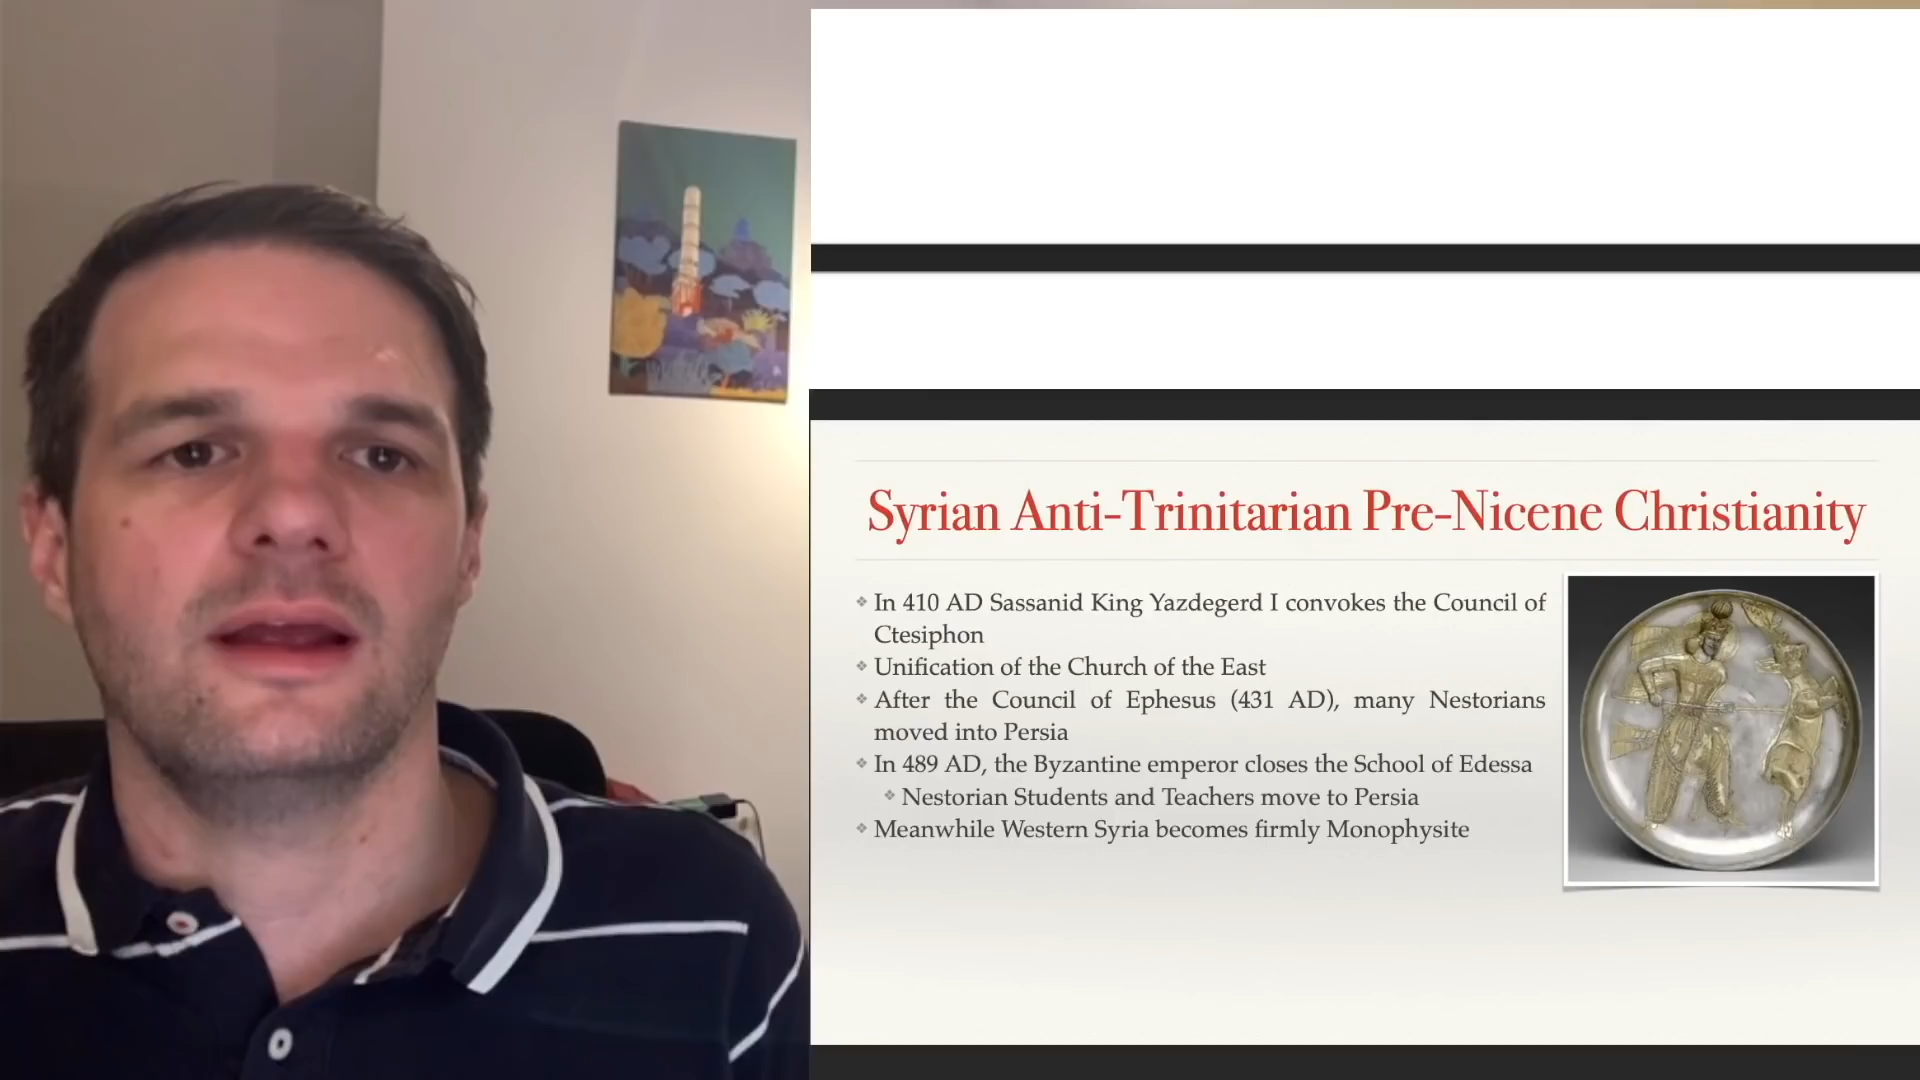 Syrian Anti-Trinitarian Pre-Nicene Christianity
❖ In 410 AD Sassanid King Yazdegerd I convokes the Council of
Ctesiphon
❖ Unification of the Church of the East
❖ After the Council of Ephesus (431 AD), many Nestorians
moved into Persia
❖ In 489 AD, the Byzantine emperor closes the School of Edessa
❖ Nestorian Students and Teachers move to Persia
❖ Meanwhile Western Syria becomes firmly Monophysite